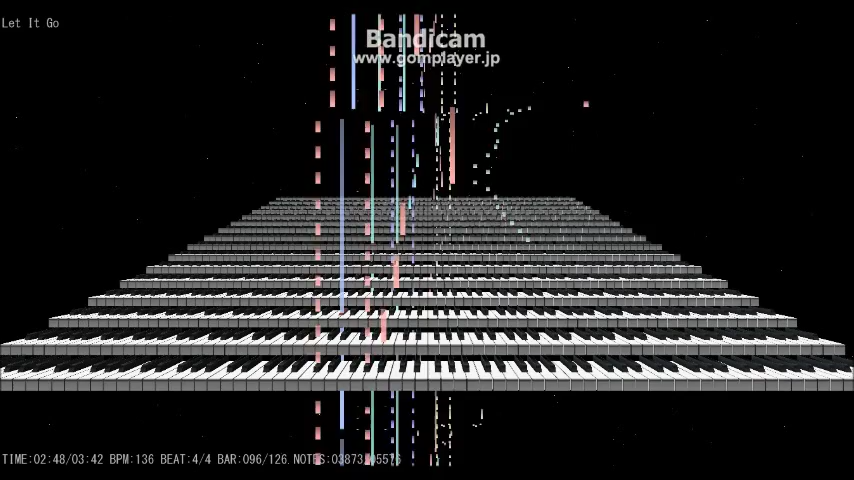 Let It Go
Bandicam
www.gomplayer.jp
TIME:02:48/03:42 BPM:136 BEAT:4/4 BAR:096/126 NOTES:03873/05576